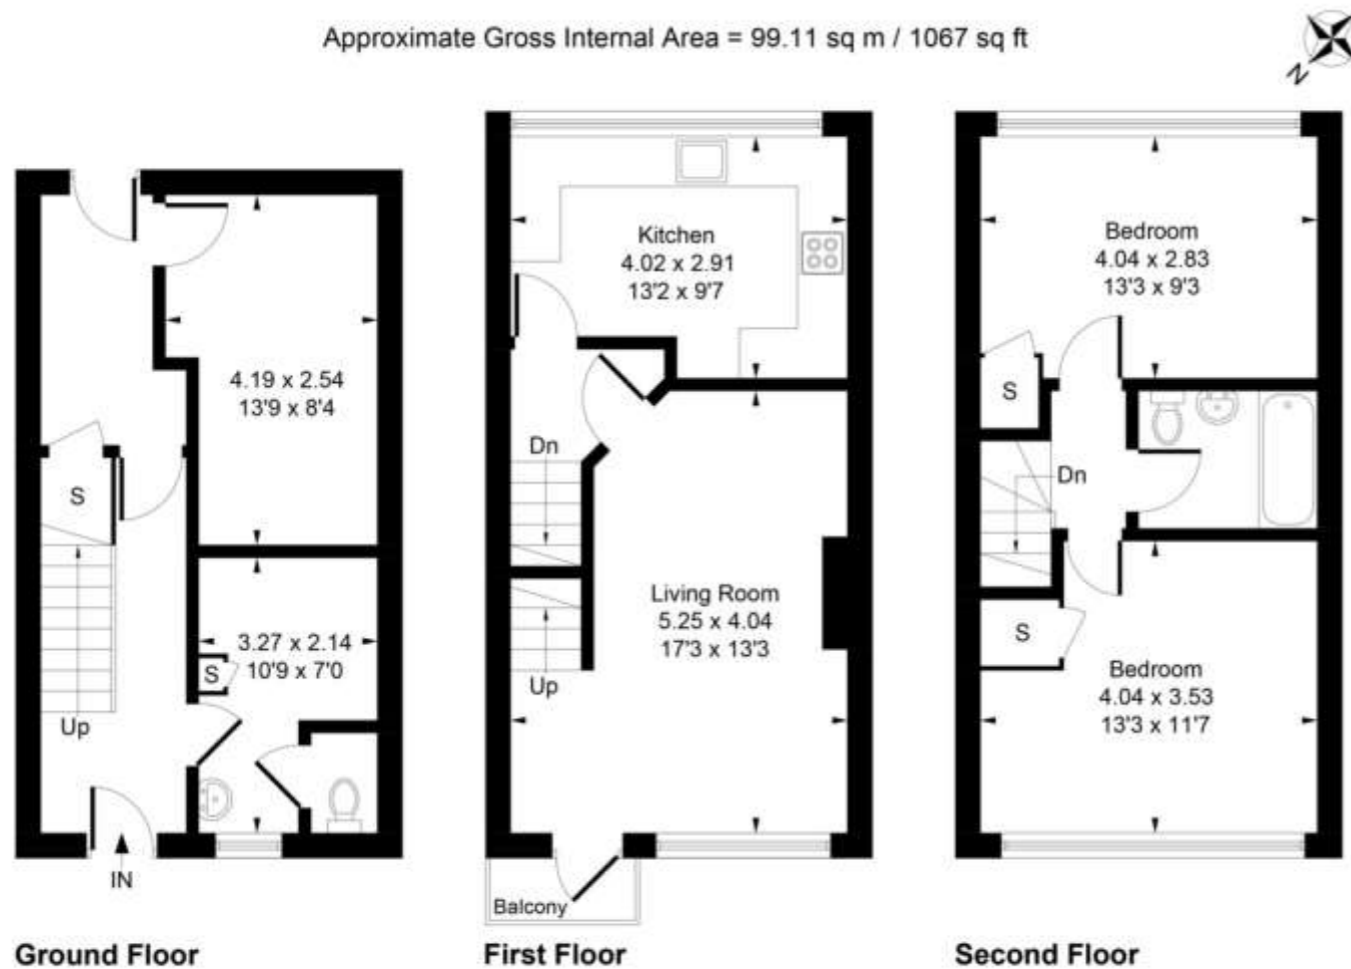 Approximate Gross Internal Area = 99.11 sq m / 1067 sq ft
N
4.19 x 2.54
13'9 x 8'4
S
3.27 x 2.14
10'9 x 7'0
S
Up
IN
Ground Floor
Kitchen
4.02 x 2.91
13'2 x 9'7
Dn
Living Room
5.25 x 4.04
17'3 x 13'3
Up
Balcony
First Floor
Bedroom
4.04 x 2.83
13'3 x 9'3
S
Dn
S
Bedroom
4.04 x 3.53
13'3 x 11'7
Second Floor